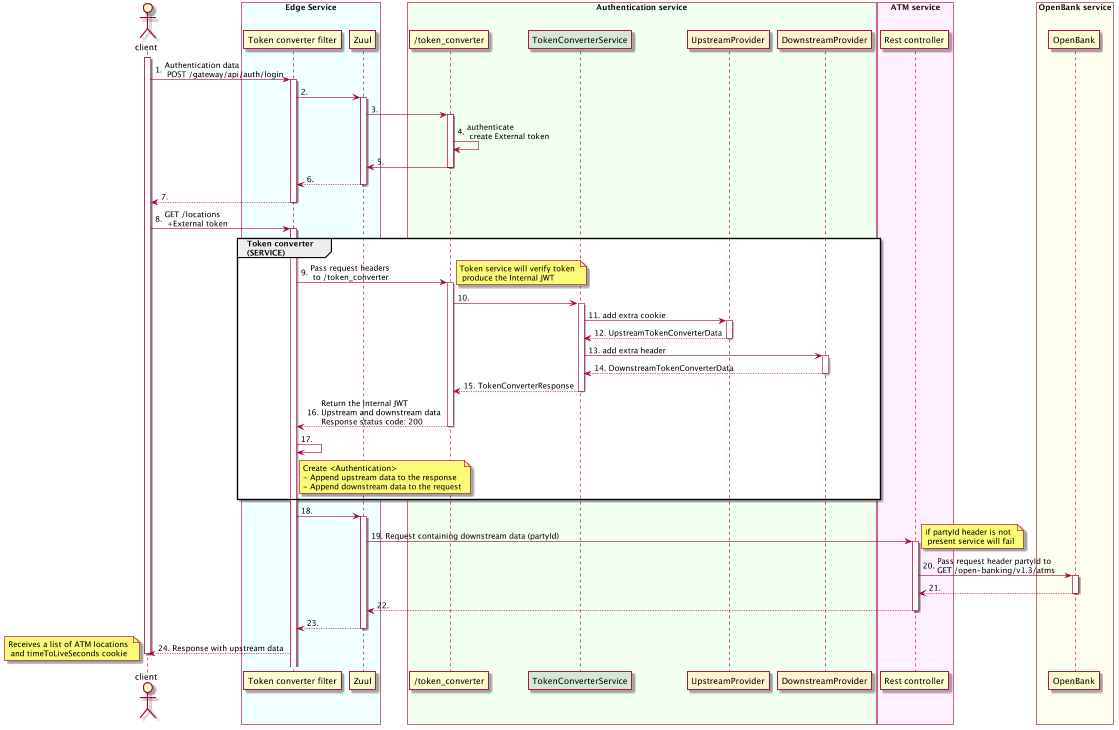 Edge Service
Authentication service
ATM service
OpenBank service
client
Token converter filter
Zuul
/token_converter
TokenConverterService
UpstreamProvider
DownstreamProvider
Rest controller
OpenBank
1. Authentication data
POST /gateway/api/auth/login
2.
3.
4. authenticate
create External token
5.
6.
7.
8. GET /locations
+External token
Token converter
(SERVICE)
9. Pass request headers
to /token_converter
Token service will verify token
produce the Internal JWT
10.
11. add extra cookie
12. UpstreamTokenConverterData
13. add extra header
14. DownstreamTokenConverterData
15. TokenConverterResponse
Return the Internal JWT
16. Upstream and downstream data
Response status code: 200
17.
Create <Authentication>
- Append upstream data to the response
- Append downstream data to the request
18.
19. Request containing downstream data (partyId)
if partyId header is not
present service will fail
20. Pass request header partyId to
GET /open-banking/v1.3/atms
21.
22.
23.
24. Response with upstream data
Receives a list of ATM locations
and timeToLiveSeconds cookie
client
Token converter filter
Zuul
/token_converter
TokenConverterService
UpstreamProvider
DownstreamProvider
Rest controller
OpenBank